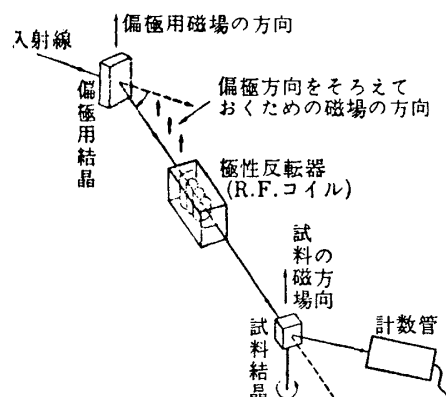 偏極用磁場の方向
入射線
偏極用結晶
偏極方向をそろえて
おくための磁場の方向
極性反転器
(R.F.コイル)
試料の
磁場方向
計数管
試料結晶